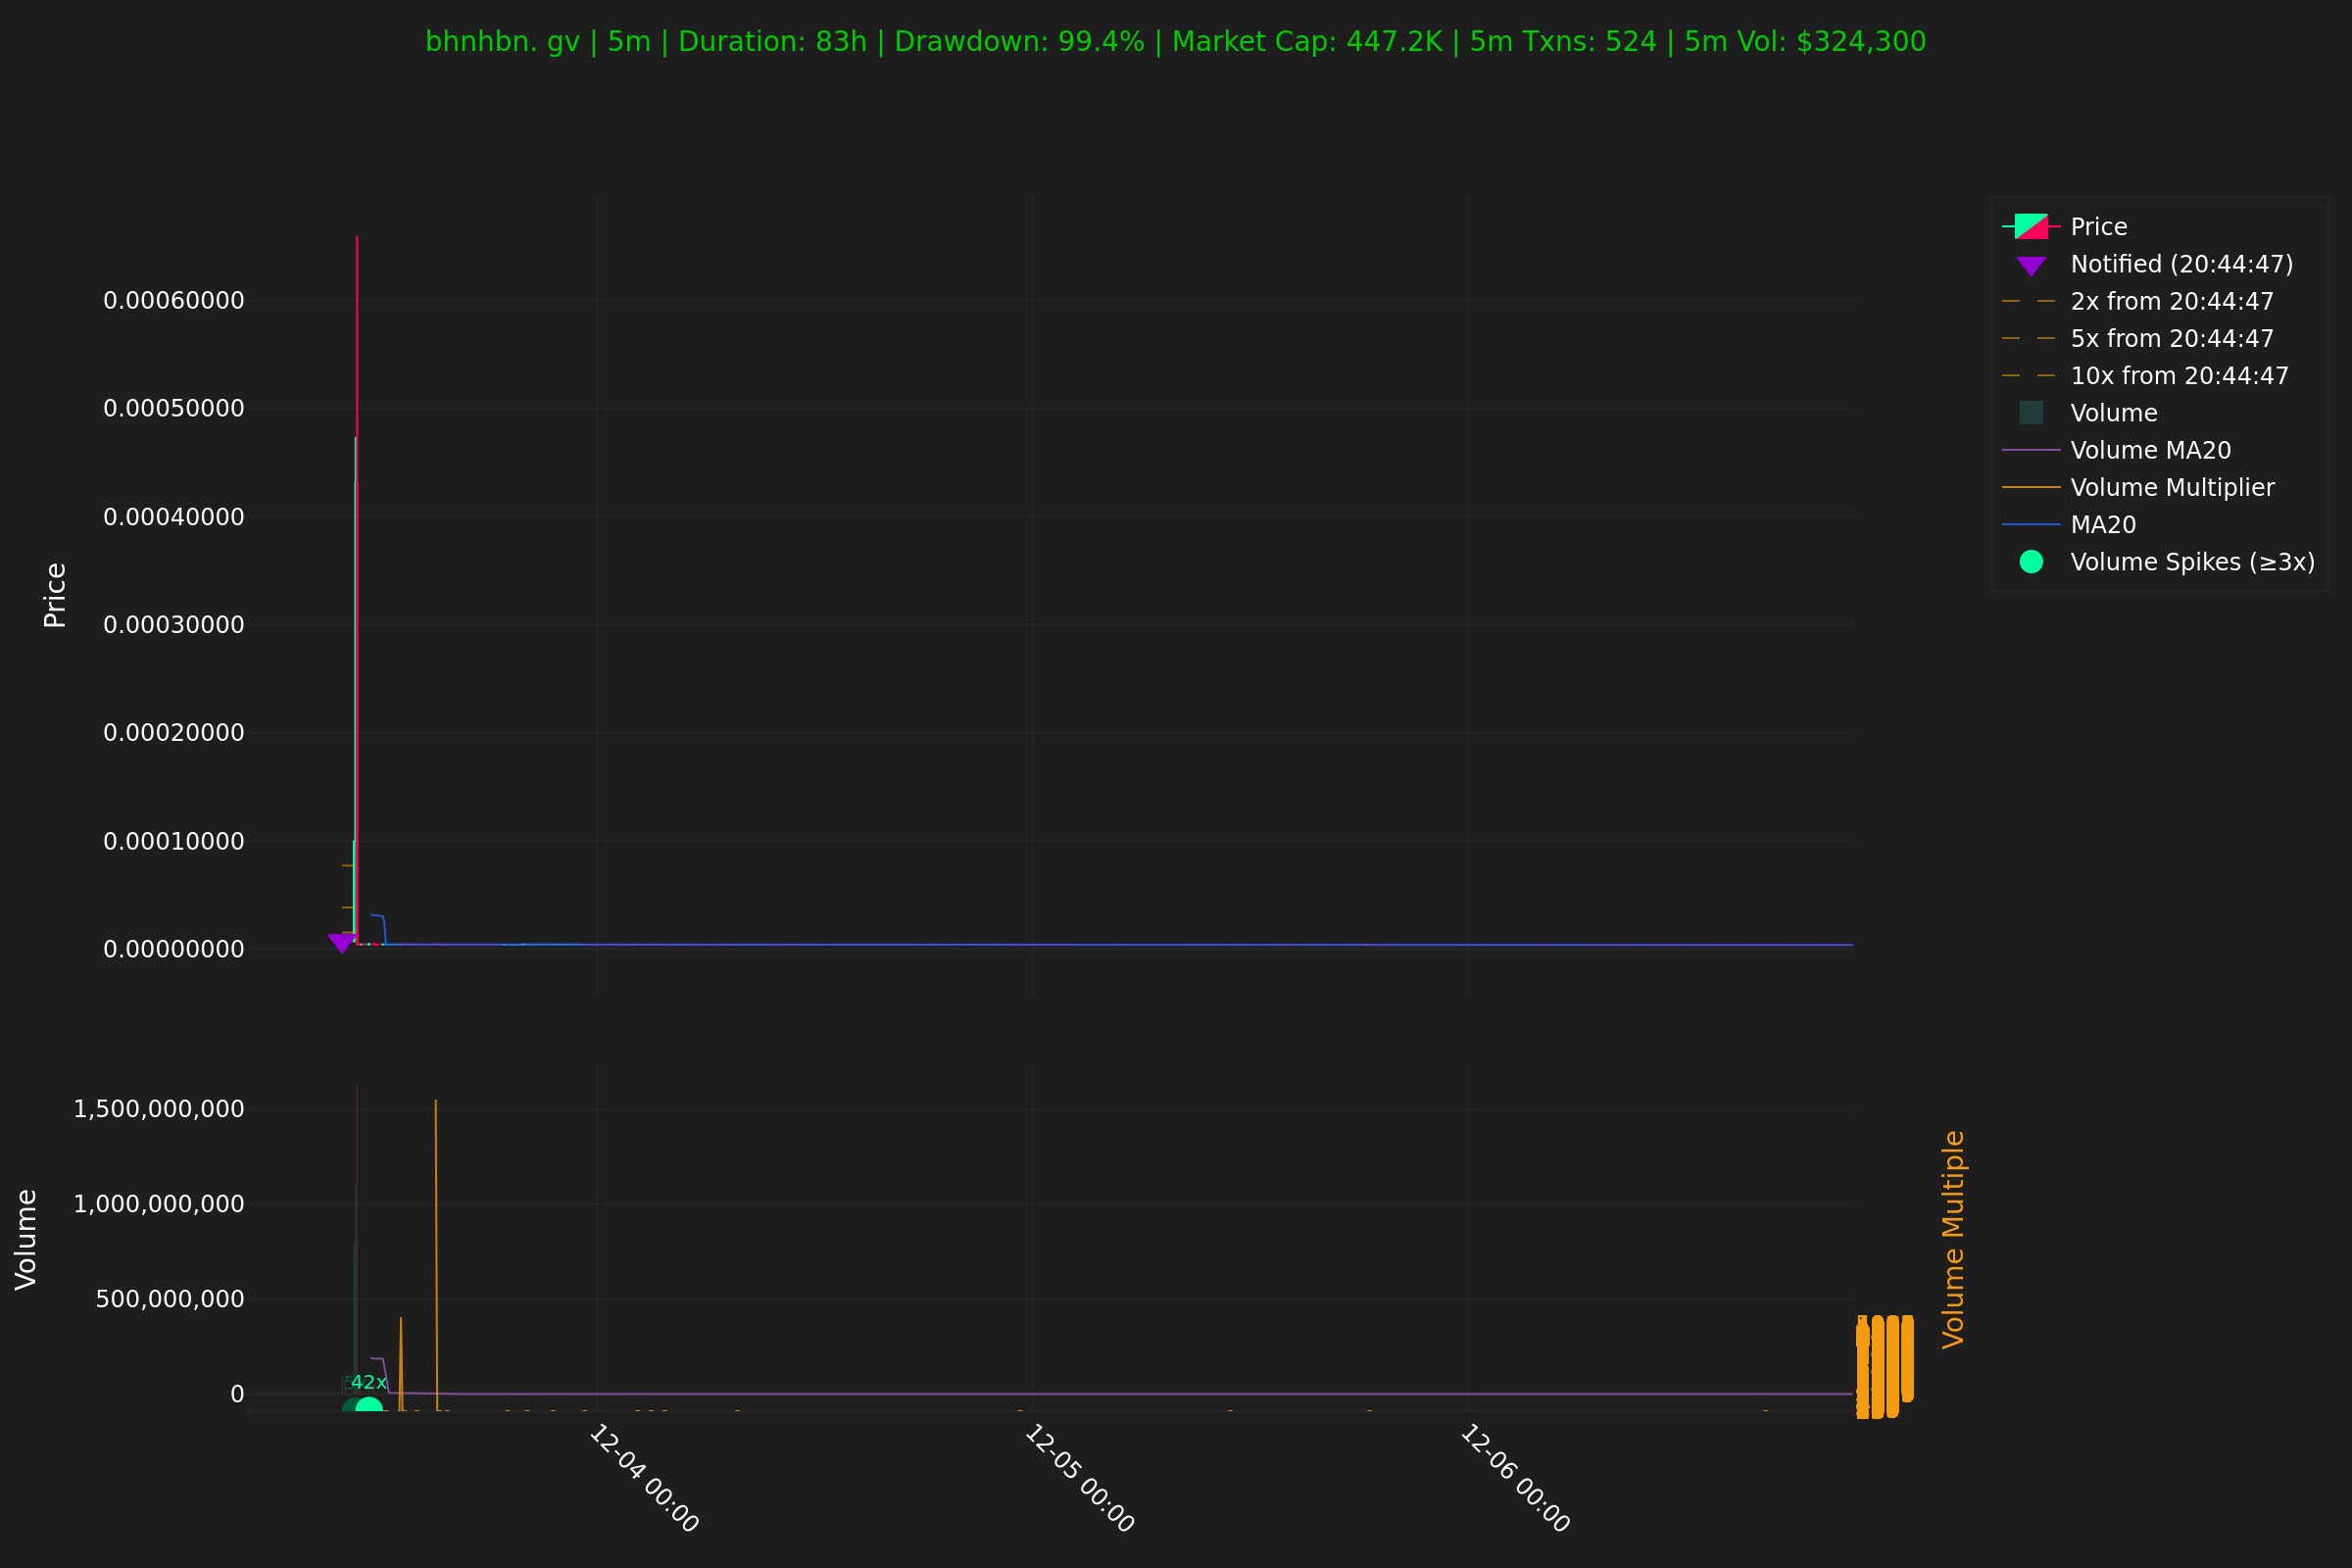 bhnhbn. gv | 5m | Duration: 83h | Drawdown: 99.4% | Market Cap: 447.2K | 5m Txns: 524 | 5m Vol: $324,300
Price
0.00060000
0.00050000
0.00040000
0.00030000
0.00020000
0.00010000
0.00000000
Price
Notified (20:44:47)
2x from 20:44:47
5x from 20:44:47
10x from 20:44:47
Volume
Volume MA20
Volume Multiplier
MA20
Volume Spikes (≥3x)
Volume
1,500,000,000
1,000,000,000
500,000,000
0
42x
Volume Multiple
12-04 00:00
12-05 00:00
12-06 00:00